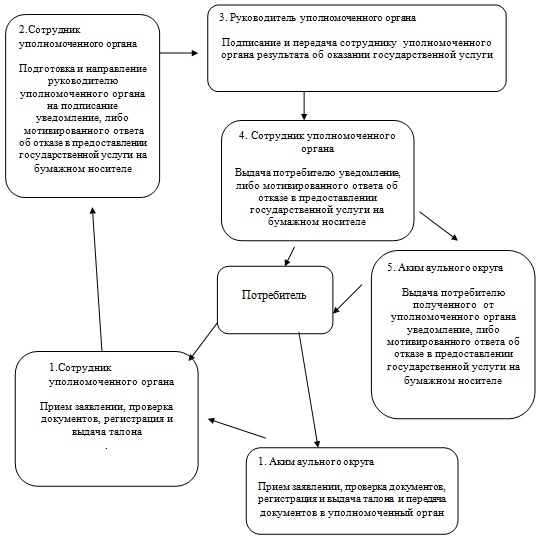 2.Сотрудник
уполномоченного органа
Подготовка и направление
руководителю
уполномоченного органа
на подписание
уведомление, либо
мотивированного ответа
об отказе в предоставлении
государственной услуги на
бумажном носителе
3. Руководитель уполномоченного органа
Подписание и передача сотруднику уполномоченного
органа результата об оказании государственной услуги
4. Сотрудник уполномоченного
органа
Выдача потребителю уведомление,
либо мотивированного ответа об
отказе в предоставлении
государственной услуги на
бумажном носителе
5. Аким аульного округа
Выдача потребителю
полученного от
уполномоченного органа
уведомление, либо
мотивированного ответа об
отказе в предоставлении
государственной услуги на
бумажном носителе
Потребитель
1.Сотрудник
уполномоченного органа
Прием заявлении, проверка
документов, регистрация и
выдача талона
.
1. Аким аульного округа
Прием заявлении, проверка документов,
регистрация и выдача талона и передача
документов в уполномоченный орган